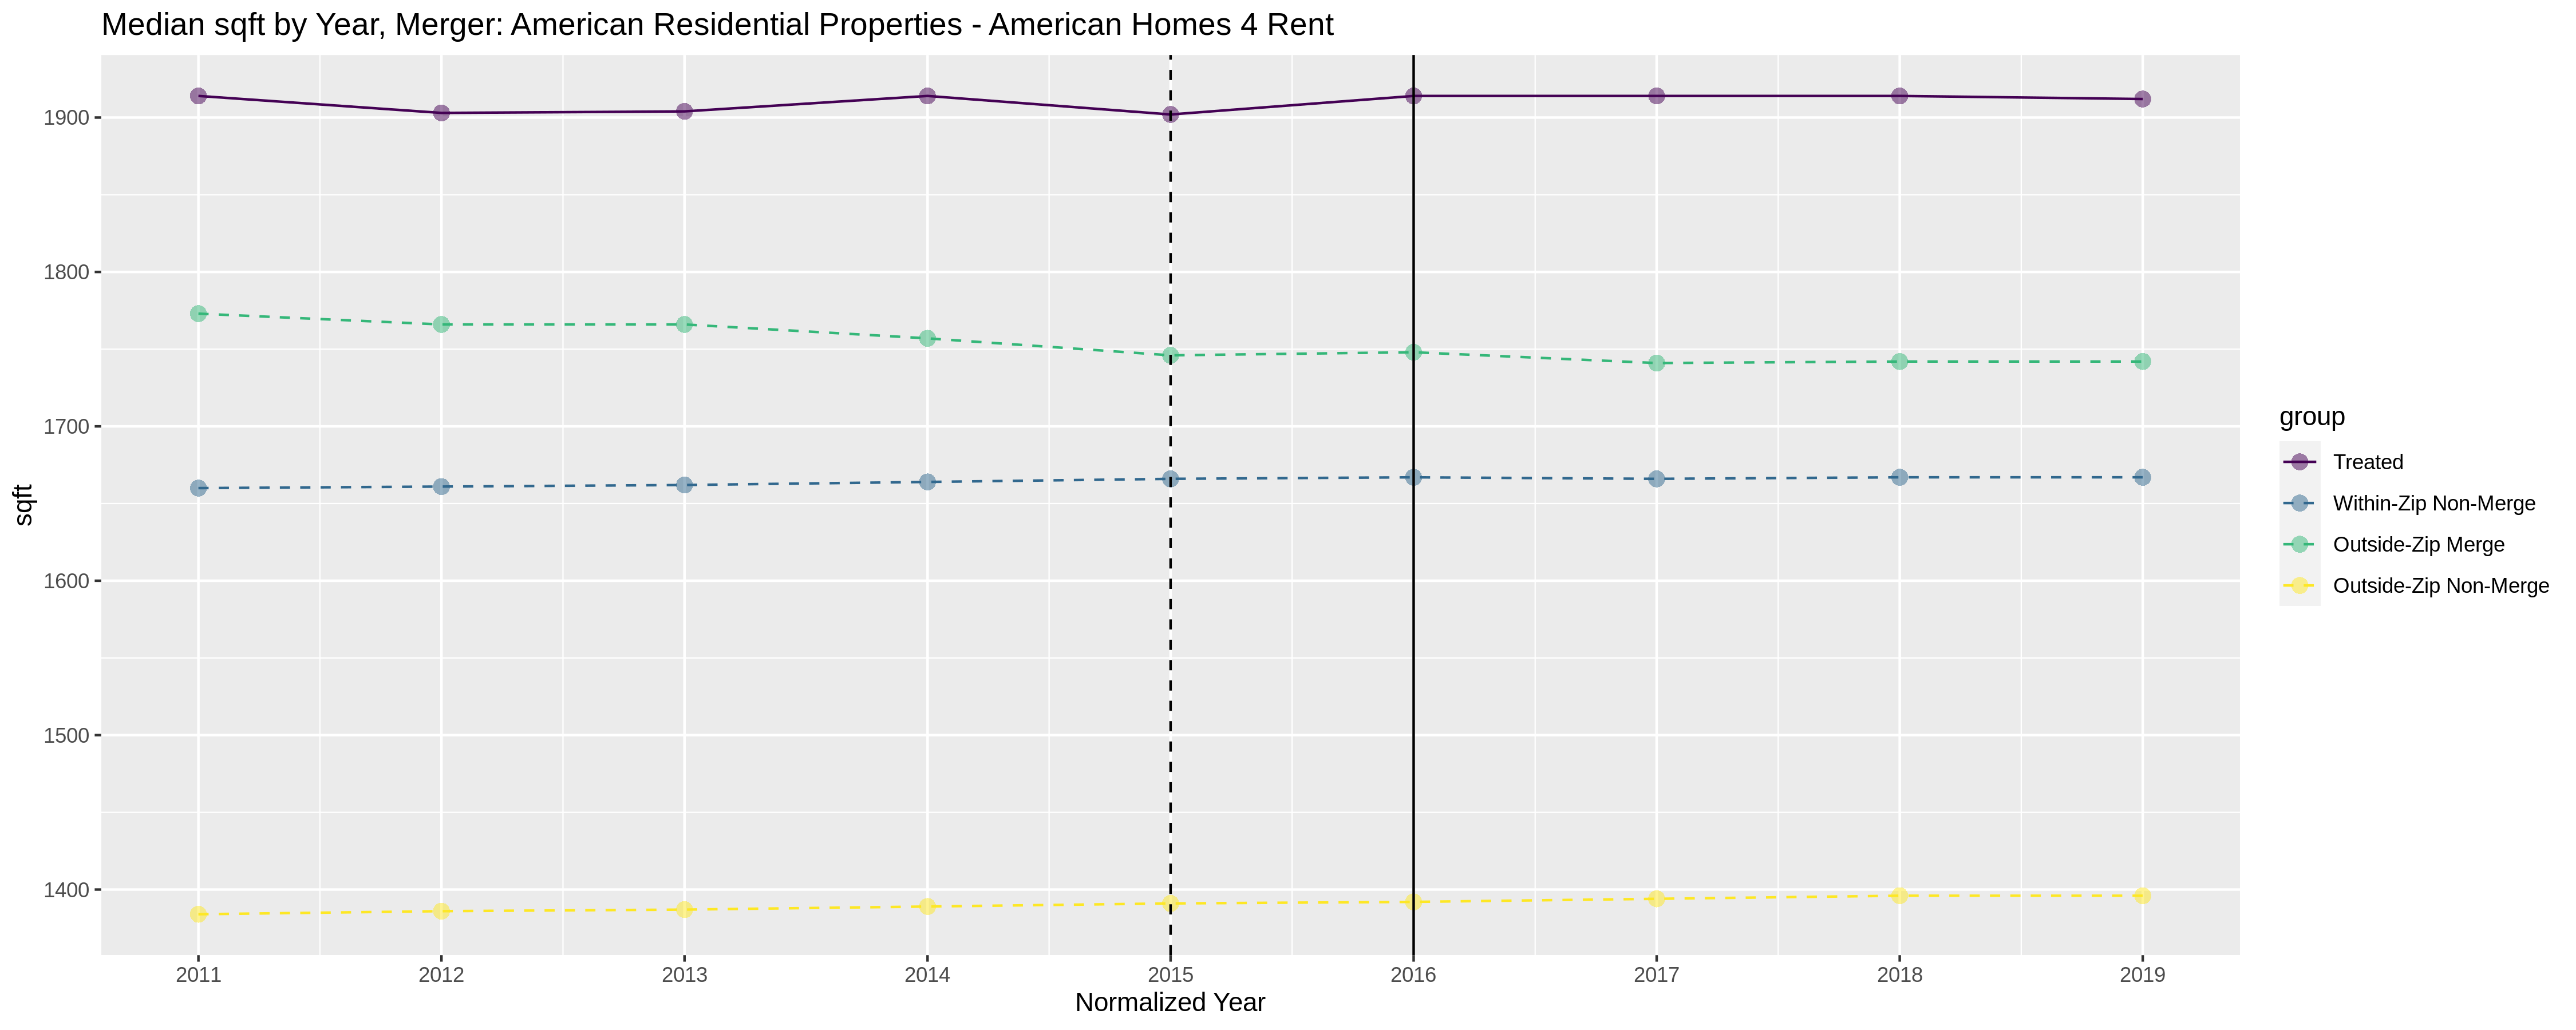 Median sqft by Year, Merger: American Residential Properties - American Homes 4 Rent
1900
1800
1700
1600
1500
1400
sqft
2011 2012 2013 2014 2015 2016 2017 2018 2019
Normalized Year
group
Treated
Within-Zip Non-Merge
Outside-Zip Merge
Outside-Zip Non-Merge